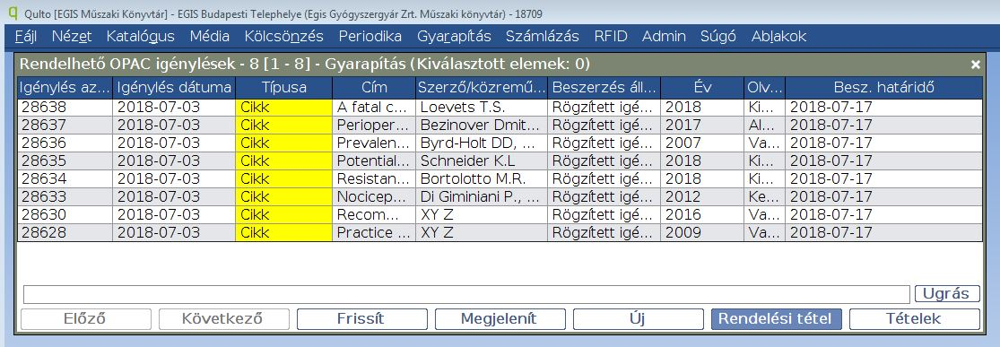 Qulto [EGIS Műszaki Könyvtár] - EGIS Budapesti Telephelye (Egis Gyógyszergyár Zrt. Műszaki könyvtár) - 18709
Fájl Nézet Katalógus Média Kölcsönzés Periodika Gyarapítás Számlázás RFID Admin Súgó Ablakok
Rendelhető OPAC igénylések - 8 [1 - 8] - Gyarapítás (Kiválasztott elemek: 0)
Igénylés az... Igénylés dátuma Típusa Cím Szerző/közremű... Beszerzés áll... Év Olv... Besz. határidő
28638 2018-07-03 Cikk A fatal c... Loevets T.S. Rögzített igé... 2018 Ki... 2018-07-17
28637 2018-07-03 Cikk Perioper... Bezinover Dmit... Rögzített igé... 2017 Al... 2018-07-17
28636 2018-07-03 Cikk Prevalen... Byrd-Holt DD, ... Rögzített igé... 2007 Va... 2018-07-17
28635 2018-07-03 Cikk Potential... Schneider K.L Rögzített igé... 2018 Ki... 2018-07-17
28634 2018-07-03 Cikk Resistan... Bortolotto M.R. Rögzített igé... 2018 Ki... 2018-07-17
28633 2018-07-03 Cikk Nocicep... Di Giminiani P., ... Rögzített igé... 2012 Ke... 2018-07-17
28630 2018-07-03 Cikk Recom... XY Z Rögzített igé... 2016 Va... 2018-07-17
28628 2018-07-03 Cikk Practice ... XY Z Rögzített igé... 2009 Va... 2018-07-17
Ugrás
Előző Következő Frissít Megjelenít Új Rendelési tétel Tételek